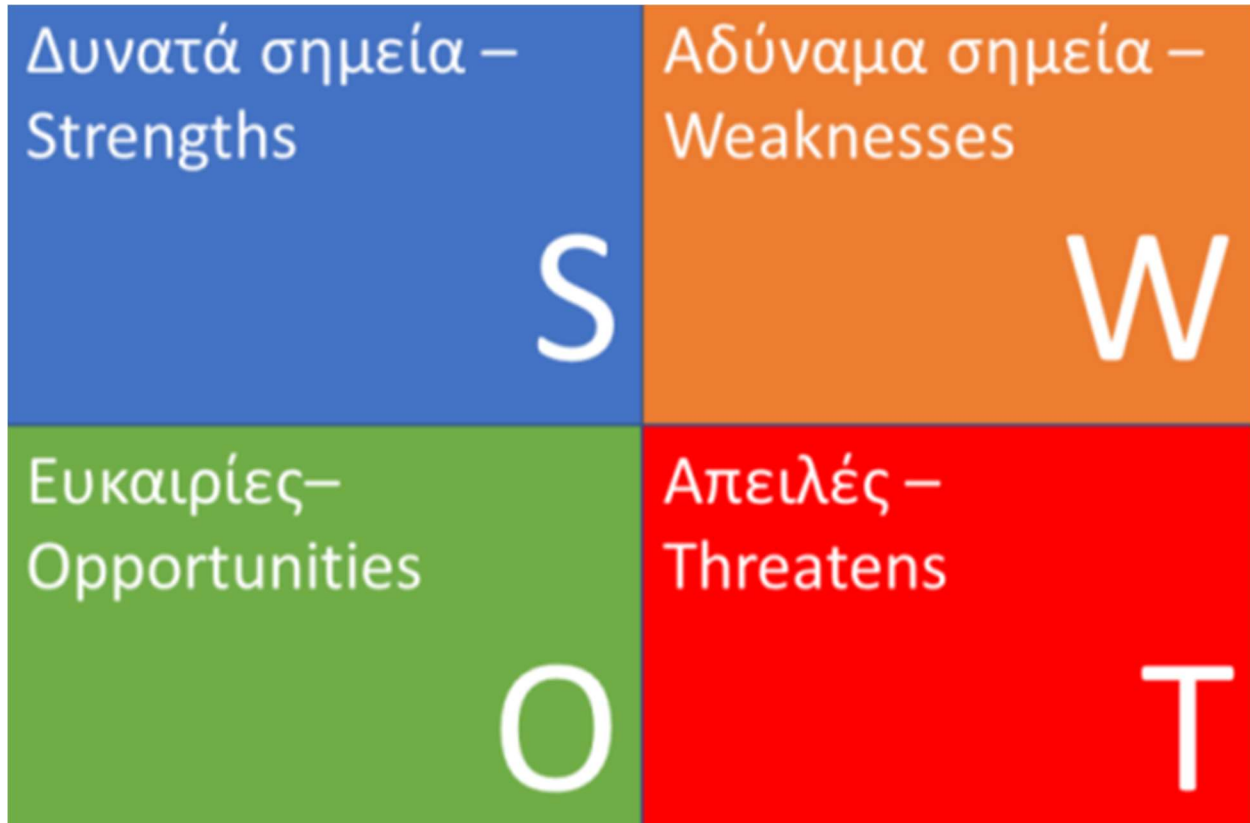 Δυνατά σημεία –
Strengths
S
Αδύναμα σημεία –
Weaknesses
W
Ευκαιρίες–
Opportunities
O
Απειλές –
Threatens
T